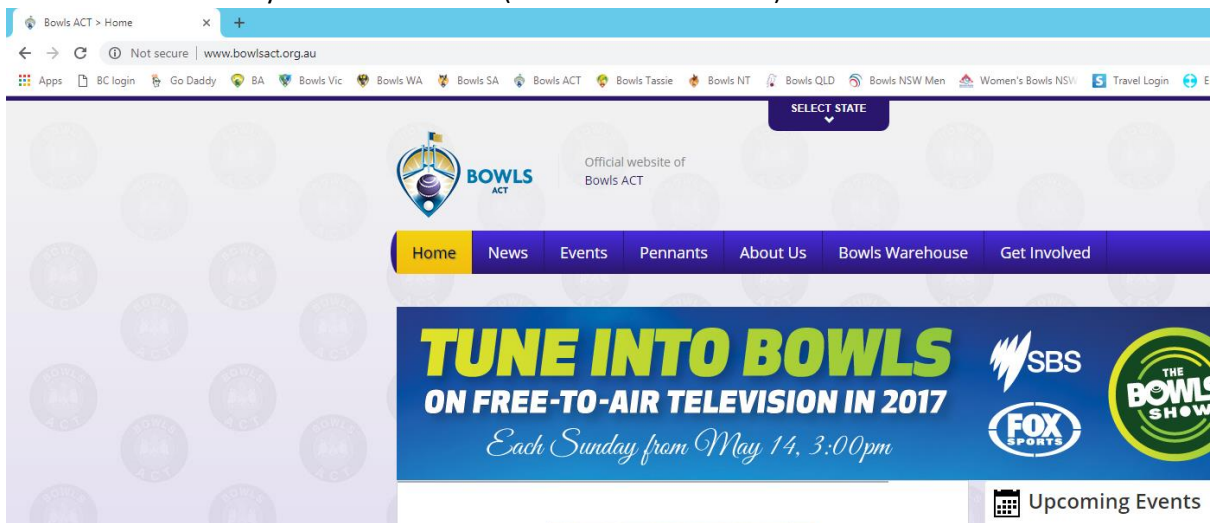 Bowls ACT > Home
Not secure | www.bowlsact.org.au
Apps BC login Go Daddy BA Bowls Vic Bowls WA Bowls SA Bowls ACT Bowls Tassie Bowls NT Bowls QLD Bowls NSW Men Women's Bowls NSW Travel Login E
SELECT STATE
BOWLS
ACT
Official website of
Bowls ACT
Home News Events Pennants About Us Bowls Warehouse Get Involved
TUNE INTO BOWLS
ON FREE-TO-AIR TELEVISION IN 2017
Each Sunday from May 14, 3:00pm
SBS
FOX
SPORTS
THE
BOWLS
SHOW
Upcoming Events